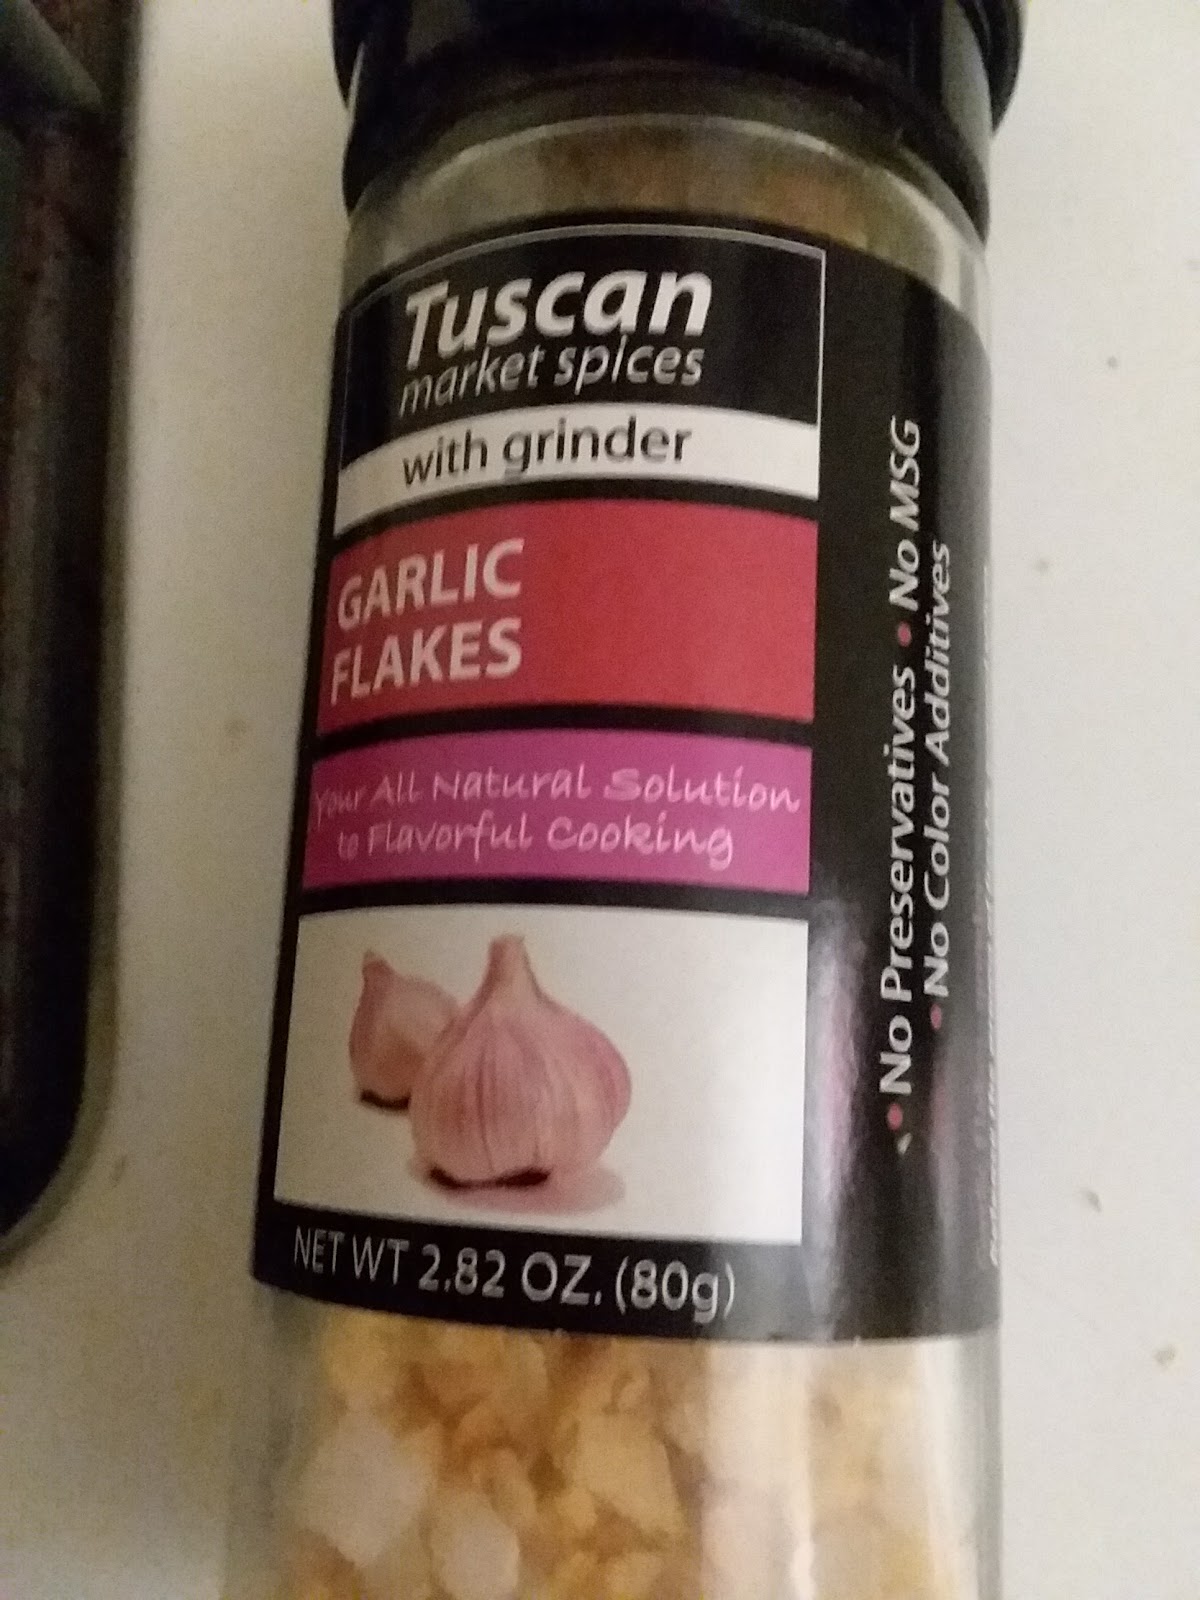 Tuscan
market spices
with grinder
GARLIC
FLAKES
Your All Natural Solution
to Flavorful Cooking
NET WT 2.82 OZ. (80g)
• No Preservatives • No MSG
• No Color Additives